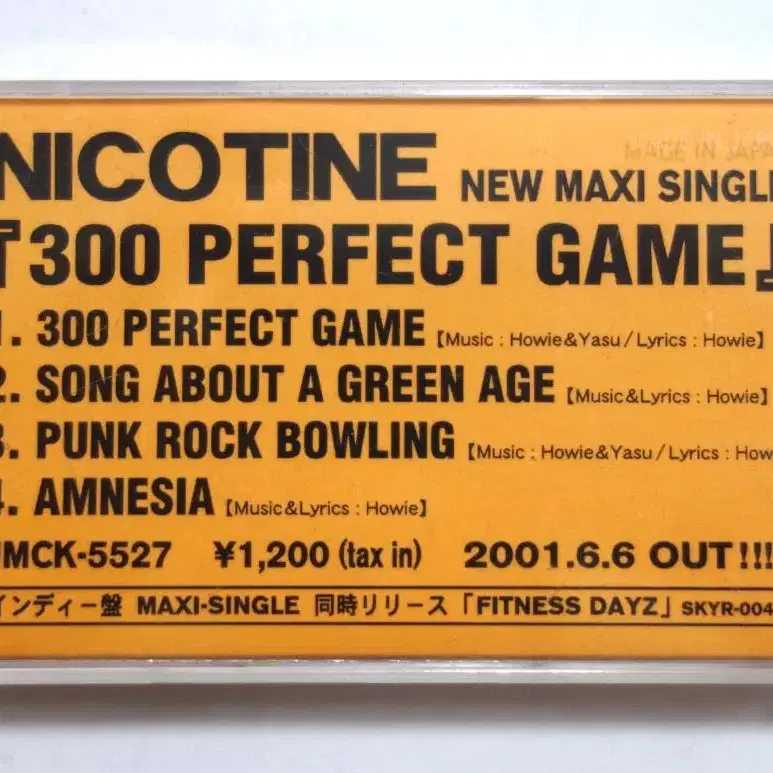 NICOTINE NEW MAXI SINGLE
『300 PERFECT GAME』
1. 300 PERFECT GAME【Music : Howie&Yasu/Lyrics : Howie】
2. SONG ABOUT A GREEN AGE【Music&Lyrics : Howie】
3. PUNK ROCK BOWLING【Music : Howie&Yasu/Lyrics : How
4. AMNESIA【Music&Lyrics : Howie】
UMCK-5527 ¥1,200 (tax in) 2001.6.6 OUT!!!
インディー盤 MAXI-SINGLE 同時リリース「FITNESS DAYZ」SKYR-004
MADE IN JAPA